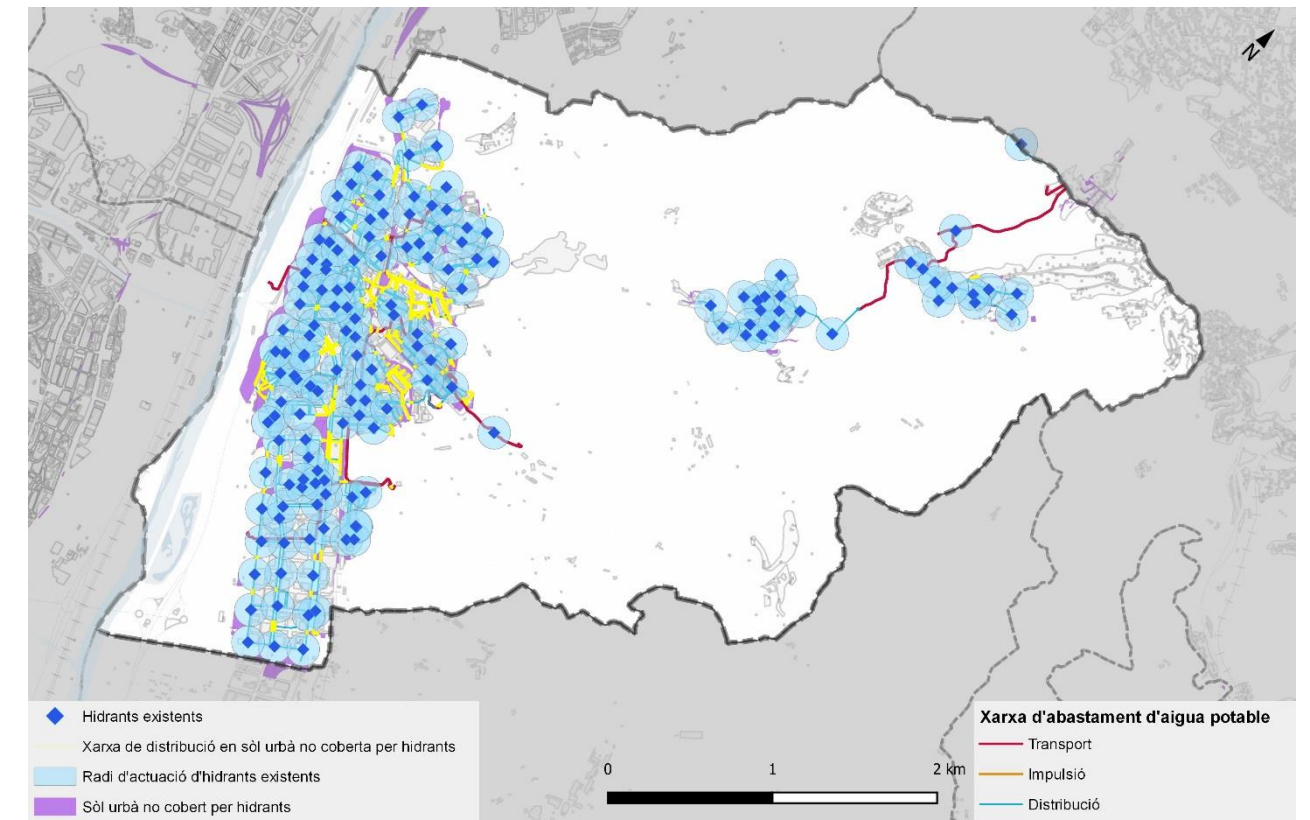 N
Hidrants existents
Xarxa de distribució en sòl urbà no coberta per hidrants
Radi d'actuació d'hidrants existents
Sòl urbà no cobert per hidrants
0 1 2 km
Xarxa d'abastament d'aigua potable
Transport
Impulsió
Distribució